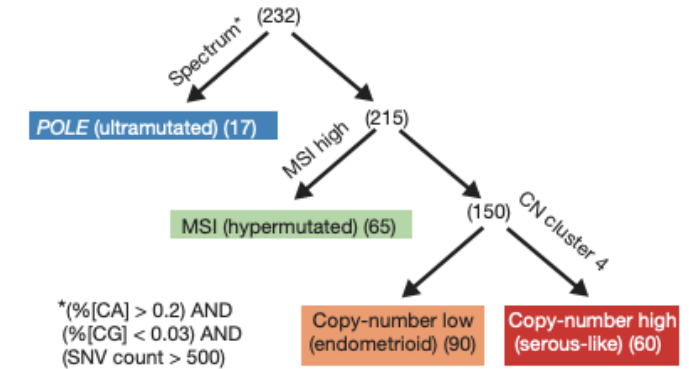 (232)
Spectrum*
POLE (ultramutated) (17)
(215)
MSI high
MSI (hypermutated) (65)
(150)
CN cluster 4
Copy-number low
(endometrioid) (90)
Copy-number high
(serous-like) (60)
*(%[CA] > 0.2) AND
(%[CG] < 0.03) AND
(SNV count > 500)